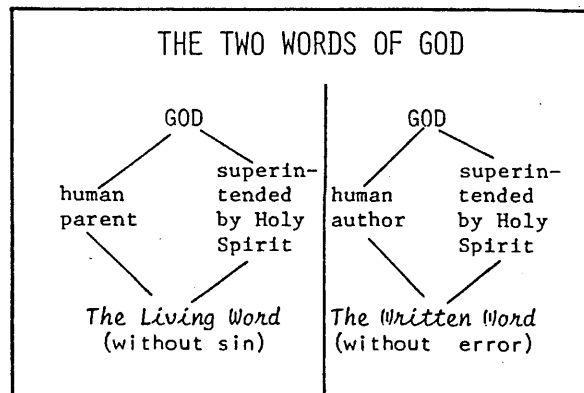 THE TWO WORDS OF GOD
GOD
human
parent
superin-
tended
by Holy
Spirit
The Living Word
(without sin)
GOD
human
author
superin-
tended
by Holy
Spirit
The Written Word
(without error)